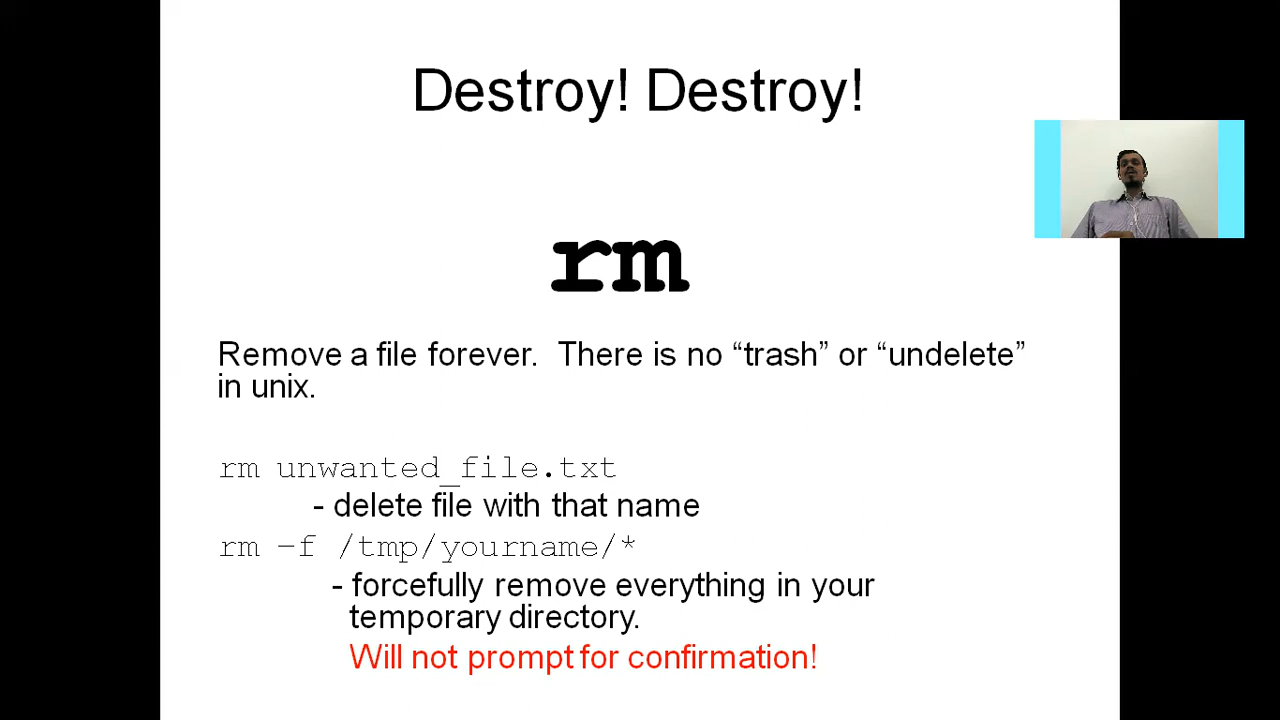 Destroy! Destroy!
rm
Remove a file forever.  There is no “trash” or “undelete”
in unix.
rm unwanted_file.txt
- delete file with that name
rm –f /tmp/yourname/*
- forcefully remove everything in your
temporary directory.
Will not prompt for confirmation!